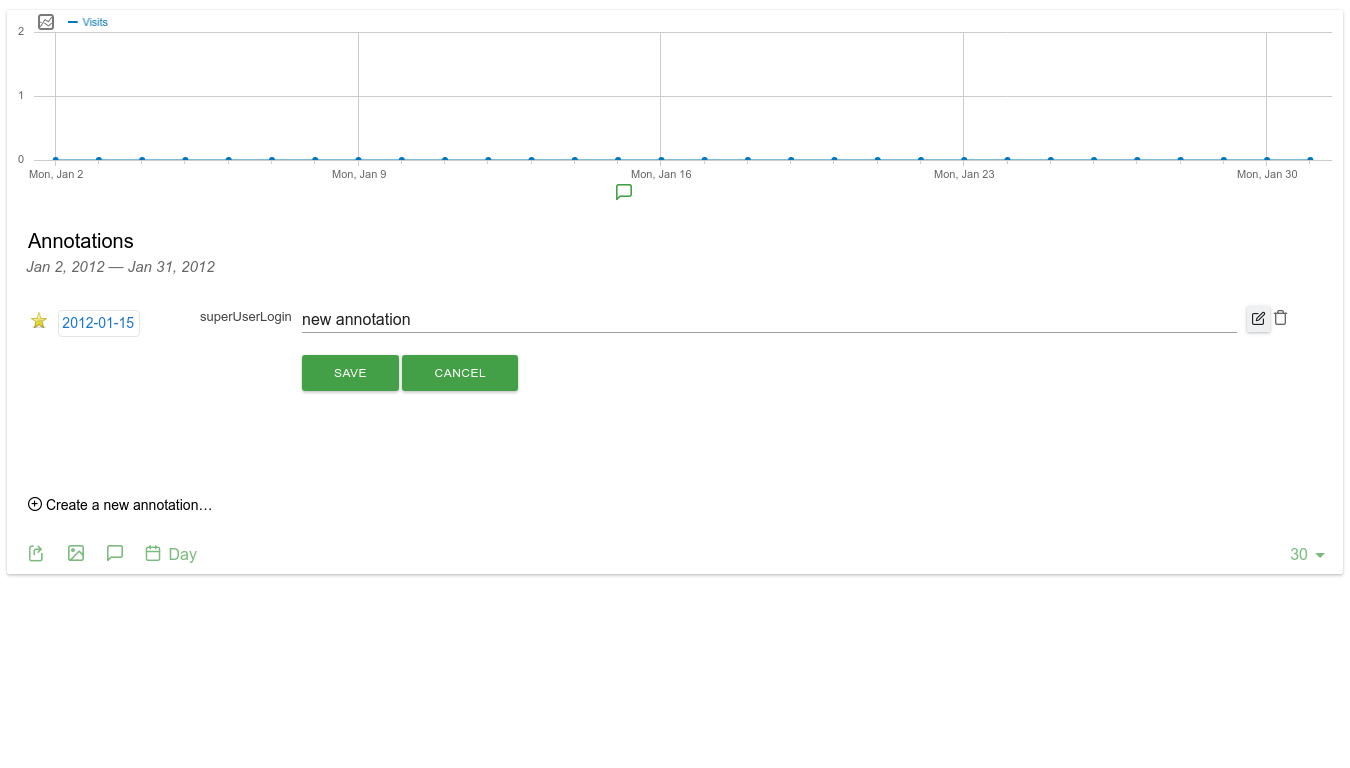 Visits
2
1
0
Mon, Jan 2 Mon, Jan 9 Mon, Jan 16 Mon, Jan 23 Mon, Jan 30
Annotations
Jan 2, 2012 — Jan 31, 2012
2012-01-15 superUserLogin new annotation
SAVE CANCEL
Create a new annotation…
Day 30